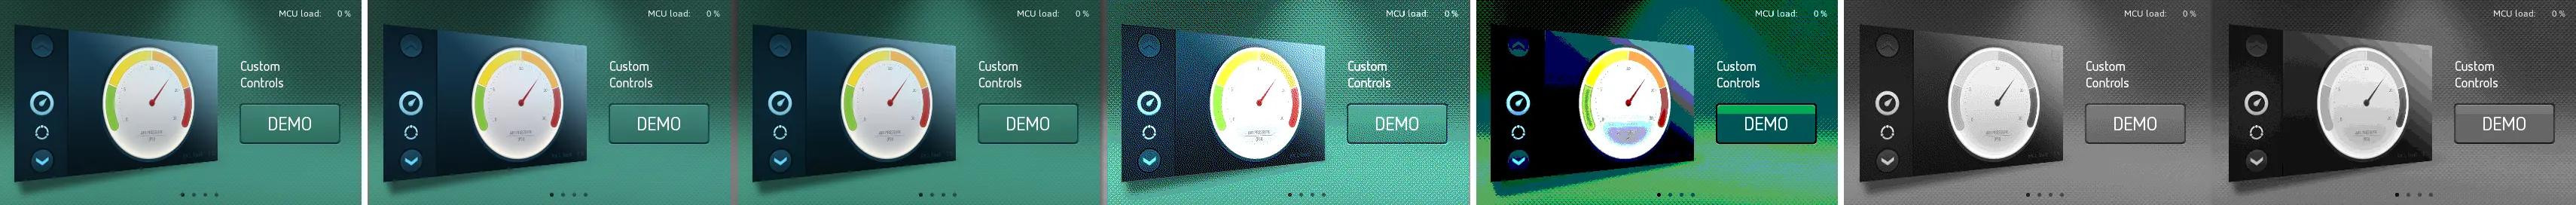 MCU load: 0 %
Custom
Controls
DEMO
MCU load: 0 %
Custom
Controls
DEMO
MCU load: 0 %
Custom
Controls
DEMO
MCU load: 0 %
Custom
Controls
DEMO
MCU load: 0 %
Custom
Controls
DEMO
MCU load: 0 %
Custom
Controls
DEMO
MCU load: 0 %
Custom
Controls
DEMO